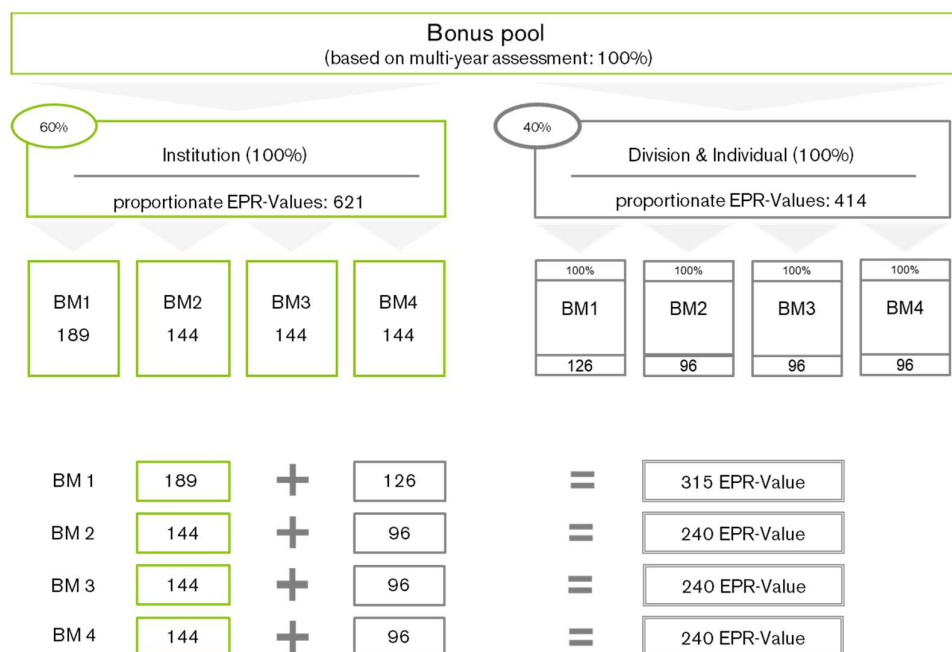 Bonus pool
(based on multi-year assessment: 100%)
60%
Institution (100%)
proportionate EPR-Values: 621
40%
Division & Individual (100%)
proportionate EPR-Values: 414
BM1
189
BM2
144
BM3
144
BM4
144
100%
BM1
126
100%
BM2
96
100%
BM3
96
100%
BM4
96
BM 1 189 + 126 = 315 EPR-Value
BM 2 144 + 96 = 240 EPR-Value
BM 3 144 + 96 = 240 EPR-Value
BM 4 144 + 96 = 240 EPR-Value